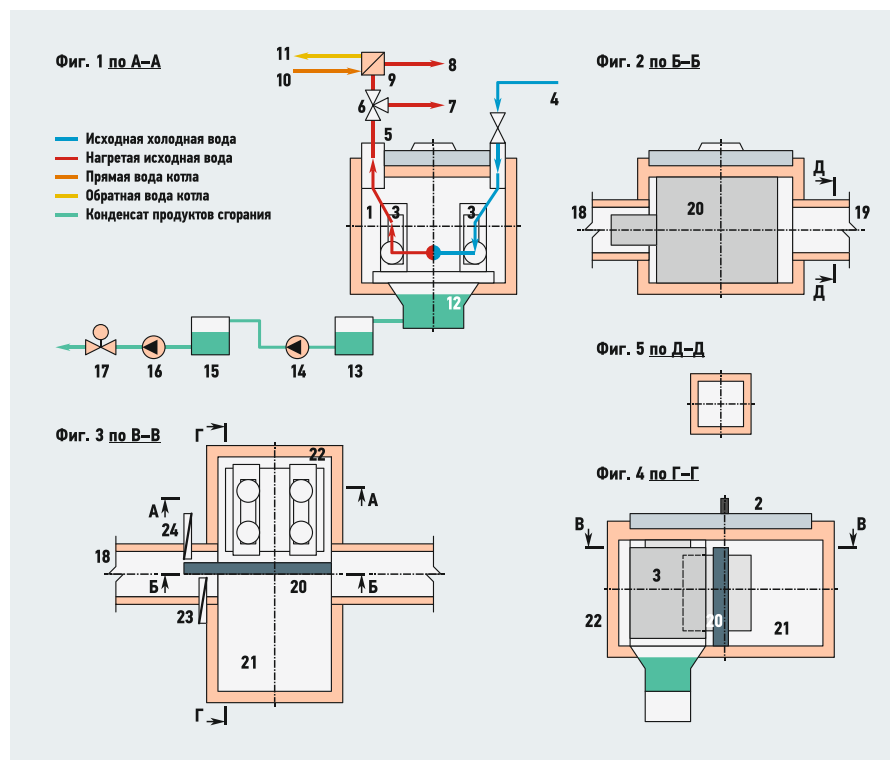 Фиг. 1 по А–А
11
10
8
9
6
7
5
4
Исходная холодная вода
Нагретая исходная вода
Прямая вода котла
Обратная вода котла
Конденсат продуктов сгорания
1
3
3
12
17
16
15
14
13
Фиг. 2 по Б–Б
Д
18
20
19
Д
Фиг. 5 по Д–Д
Фиг. 3 по В–В
Г
22
А
А
24
18
Б
20
Б
23
21
Г
Фиг. 4 по Г–Г
2
В
В
3
22
20
21